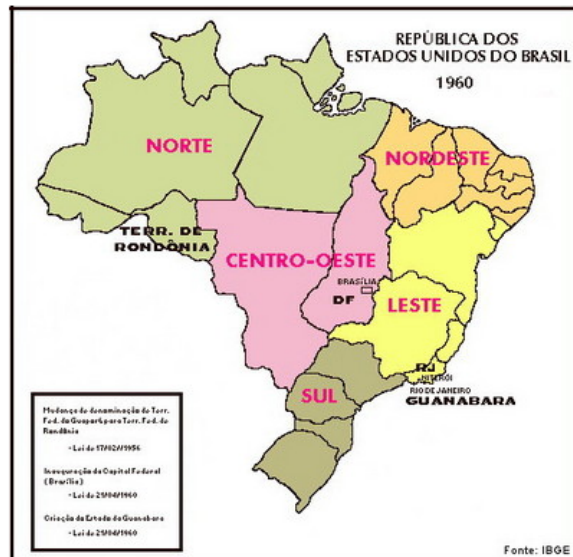 REPÚBLICA DOS
ESTADOS UNIDOS DO BRASIL
1960
NORTE
NORDESTE
TERR. DE
RONDÔNIA
CENTRO-OESTE
BRASÍLIA
DF
LESTE
RJ
NITERÓI
RIO DE JANEIRO
GUANABARA
SUL
Mudança de denominação do Terr.
Fed. do Guaporé para Terr. Fed. de
Rondônia
- Lei de 17/02/1956
Inauguração da Capital Federal
(Brasília)
- Lei de 21/04/1960
Criação do Estado da Guanabara
- Lei de 21/04/1960
Fonte: IBGE